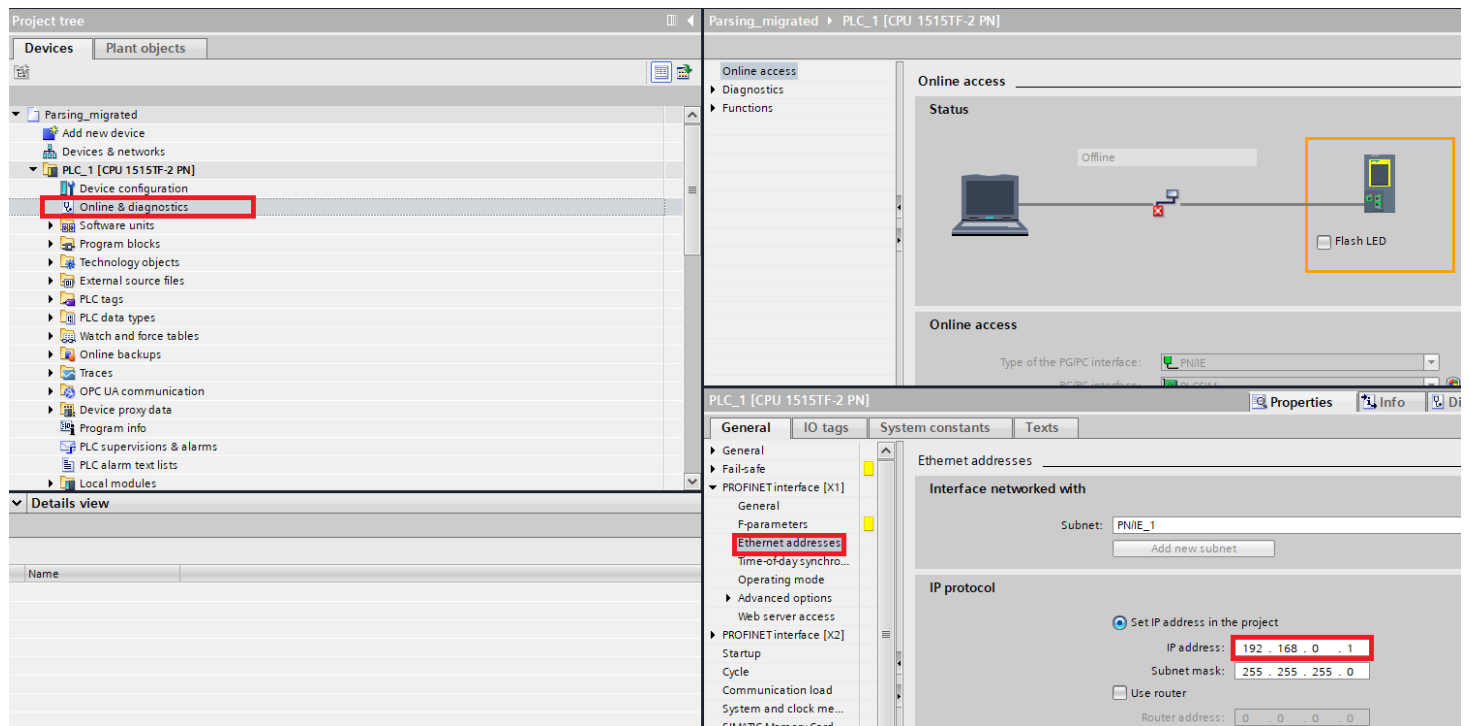 Project tree
Devices
Plant objects
Parsing_migrated
Add new device
Devices & networks
PLC_1 [CPU 1515TF-2 PN]
Device configuration
Online & diagnostics
Software units
Program blocks
Technology objects
External source files
PLC tags
PLC data types
Watch and force tables
Online backups
Traces
OPC UA communication
Device proxy data
Program info
PLC supervisions & alarms
PLC alarm text lists
Local modules
Details view
Name
Parsing_migrated PLC_1 [CPU 1515TF-2 PN]
Online access
Diagnostics
Functions
Online access
Status
Offline
Flash LED
Online access
Type of the PG/PC interface: PN/IE
PG/PC interface: PLCSIM
PLC_1 [CPU 1515TF-2 PN]
Properties
Info
Di
General
IO tags
System constants
Texts
General
Fail-safe
PROFINET interface [X1]
General
F-parameters
Ethernet addresses
Time-of-day synchro...
Operating mode
Advanced options
Web server access
PROFINET interface [X2]
Startup
Cycle
Communication load
System and clock me...
SIMATIC Memory Card
Ethernet addresses
Interface networked with
Subnet: PN/IE_1
Add new subnet
IP protocol
Set IP address in the project
IP address: 192 . 168 . 0 . 1
Subnet mask: 255 . 255 . 255 . 0
Use router
Router address: 0 . 0 . 0 . 0